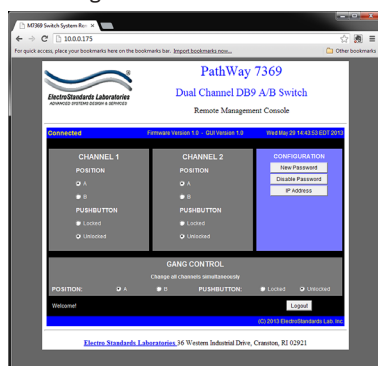 M7369 Switch System Ro
10.0.0.175
For quick access, place your bookmarks here on the bookmarks bar. Import bookmarks now...
Other bookmarks
PathWay 7369
Dual Channel DB9 A/B Switch
Remote Management Console
ElectroStandards Laboratories
ADVANCED SYSTEMS DESIGN & SERVICES
Connected
Firmware Version 1.0 - GUI Version 1.0
Wed May 29 14:43:53 EDT 2013
CHANNEL 1
POSITION
A
B
PUSHBUTTON
Locked
Unlocked
CHANNEL 2
POSITION
A
B
PUSHBUTTON
Locked
Unlocked
CONFIGURATION
New Password
Disable Password
IP Address
GANG CONTROL
Change all channels simultaneously
POSITION: A B PUSHBUTTON: Locked Unlocked
Welcome!
Logout
(C) 2013 ElectroStandards Lab. Inc.
Electro Standards Laboratories 36 Western Industrial Drive, Cranston, RI 02921